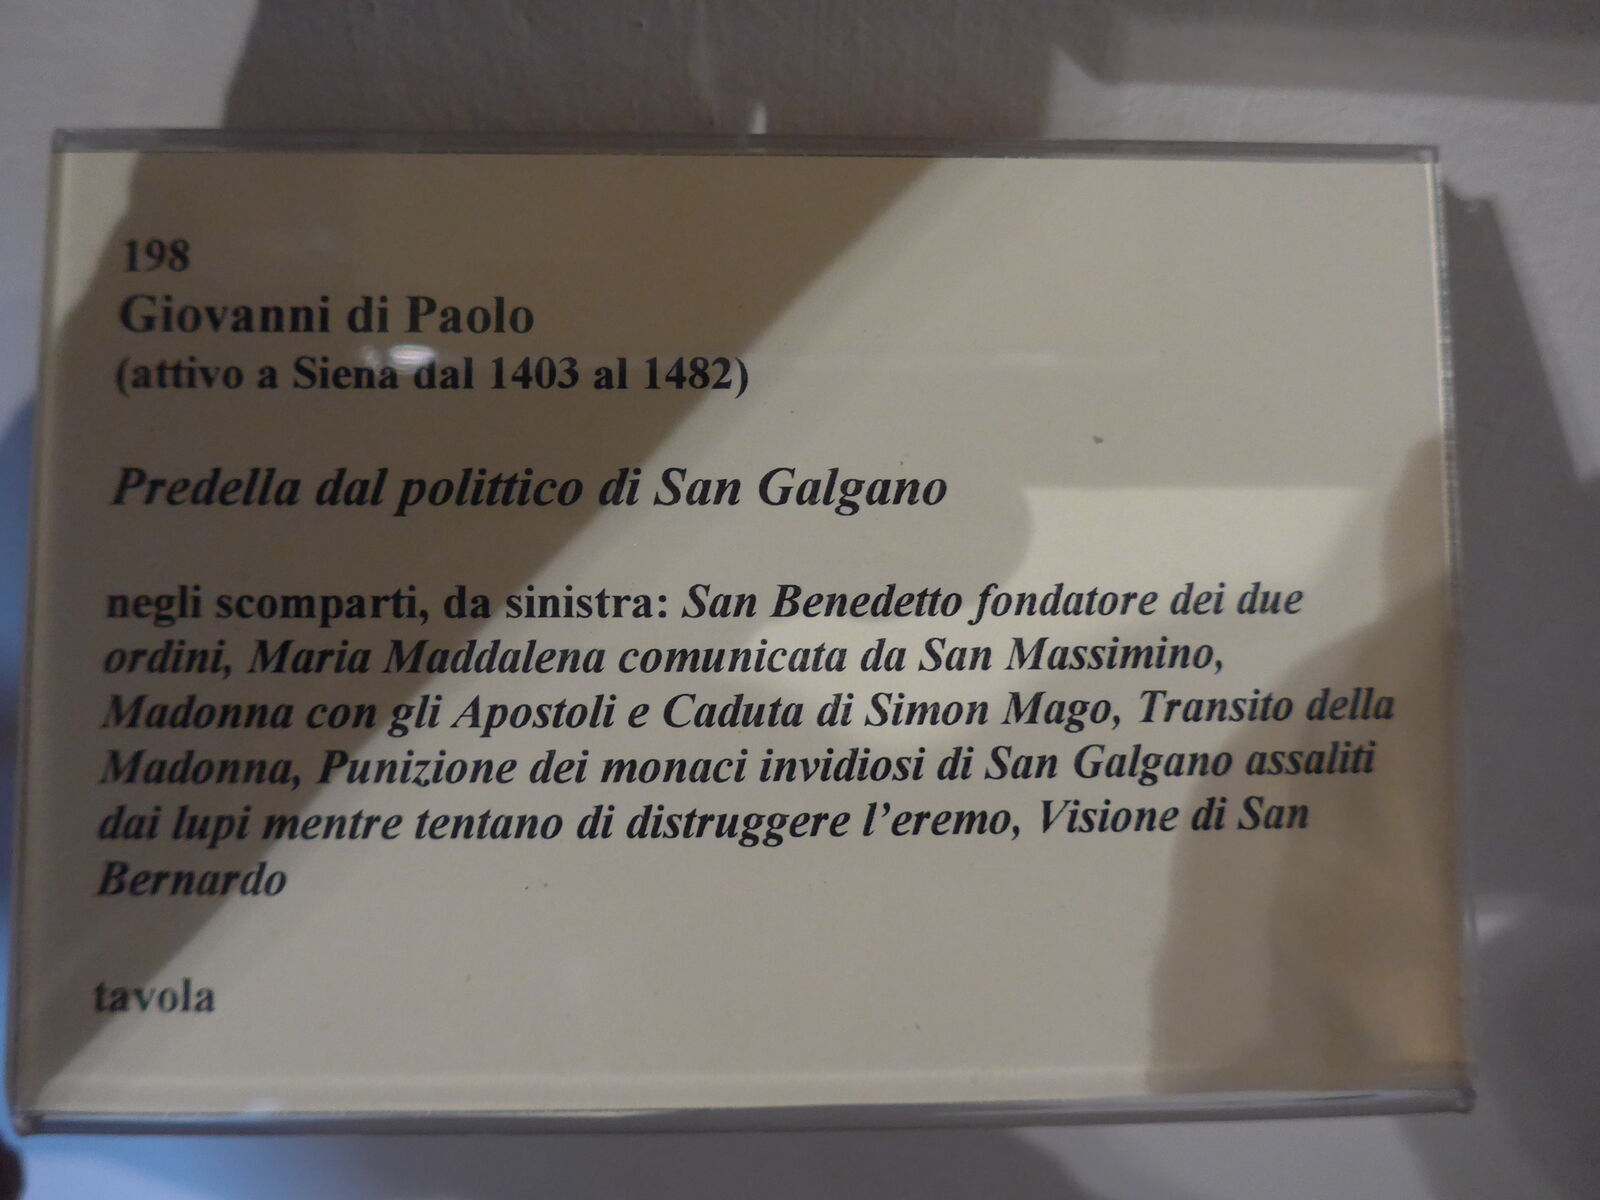 198
Giovanni di Paolo
(attivo a Siena dal 1403 al 1482)
Predella dal polittico di San Galgano
negli scomparti, da sinistra: San Benedetto fondatore dei due
ordini, Maria Maddalena comunicata da San Massimino,
Madonna con gli Apostoli e Caduta di Simon Mago, Transito della
Madonna, Punizione dei monaci invidiosi di San Galgano assaliti
dai lupi mentre tentano di distruggere l'eremo, Visione di San
Bernardo
tavola